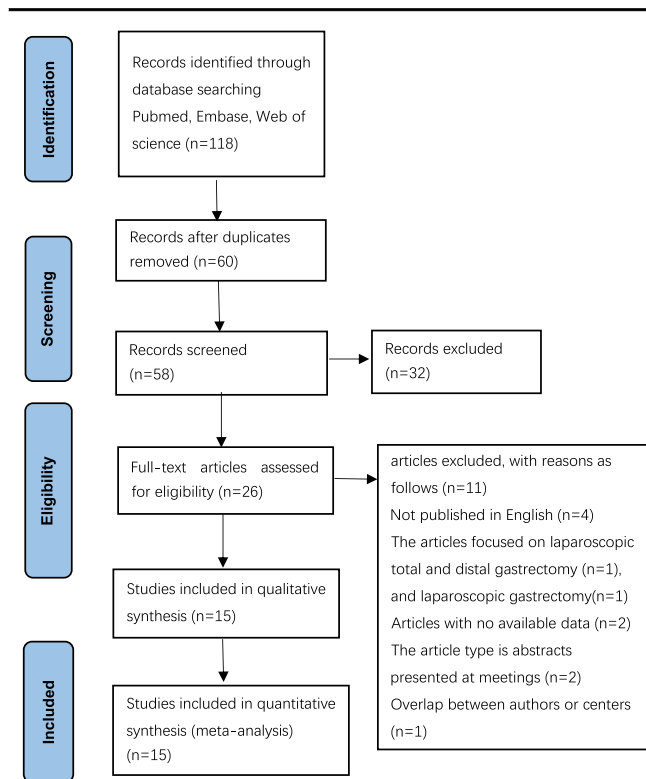 Identification
Records identified through
database searching
Pubmed, Embase, Web of
science (n=118)
Screening
Records after duplicates
removed (n=60)
Records screened
(n=58)
Records excluded
(n=32)
Eligibility
Full-text articles assessed
for eligibility (n=26)
articles excluded, with reasons as
follows (n=11)
Not published in English (n=4)
The articles focused on laparoscopic
total and distal gastrectomy (n=1),
and laparoscopic gastrectomy(n=1)
Articles with no available data (n=2)
The article type is abstracts
presented at meetings (n=2)
Overlap between authors or centers
(n=1)
Studies included in qualitative
synthesis (n=15)
Included
Studies included in quantitative
synthesis (meta-analysis)
(n=15)